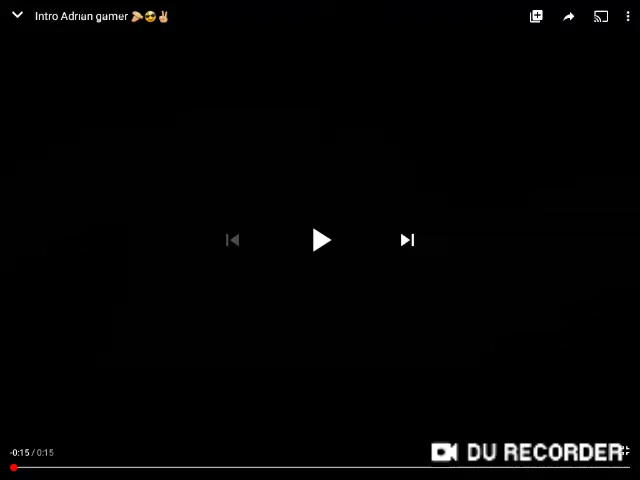 Intro Adrian gamer 🍕😎✌
-0:15 / 0:15
DU RECORDER